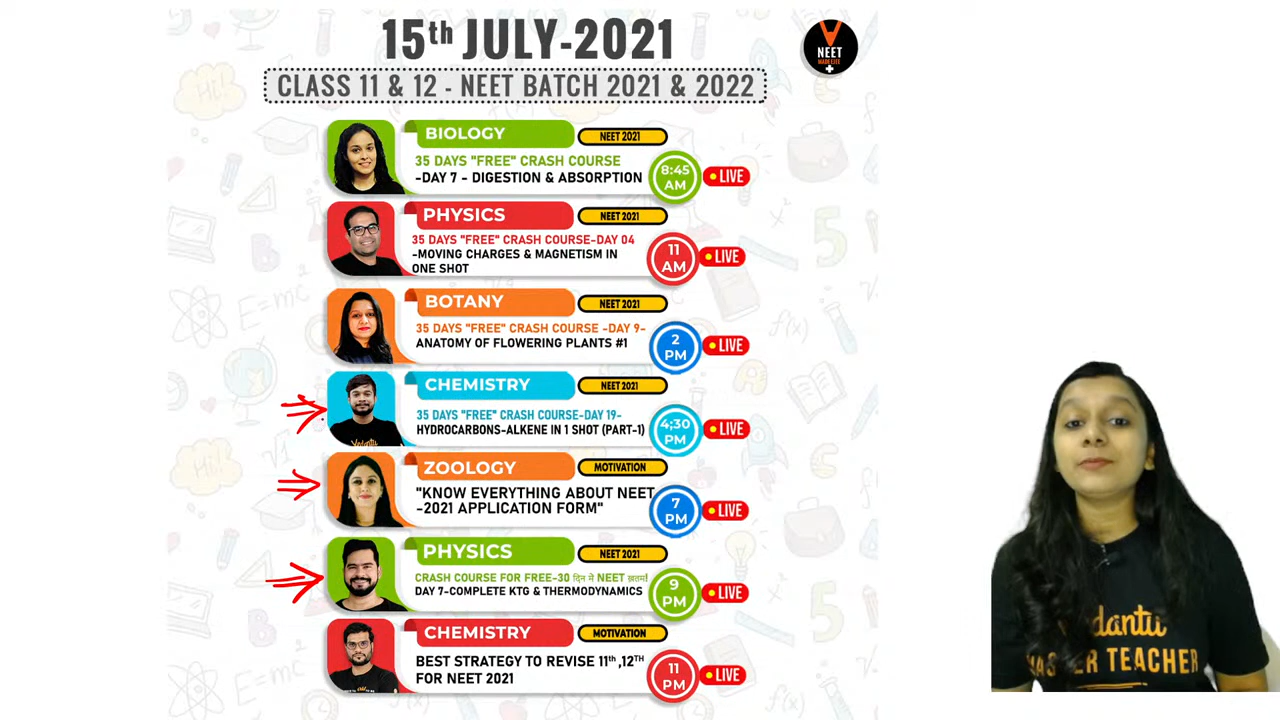 15th JULY-2021
NEET
MADE EJEE
CLASS 11 & 12 - NEET BATCH 2021 & 2022
BIOLOGY
NEET 2021
35 DAYS "FREE" CRASH COURSE
-DAY 7 - DIGESTION & ABSORPTION
8:45 AM
LIVE
PHYSICS
NEET 2021
35 DAYS "FREE" CRASH COURSE-DAY 04
-MOVING CHARGES & MAGNETISM IN
ONE SHOT
11 AM
LIVE
BOTANY
NEET 2021
35 DAYS "FREE" CRASH COURSE -DAY 9-
ANATOMY OF FLOWERING PLANTS #1
2 PM
LIVE
CHEMISTRY
NEET 2021
35 DAYS "FREE" CRASH COURSE-DAY 19-
HYDROCARBONS-ALKENE IN 1 SHOT (PART-1)
4;30 PM
LIVE
Vedantu
ZOOLOGY
MOTIVATION
"KNOW EVERYTHING ABOUT NEET
-2021 APPLICATION FORM"
7 PM
LIVE
PHYSICS
NEET 2021
CRASH COURSE FOR FREE-30 दिन मे NEET ख़तम!
DAY 7-COMPLETE KTG & THERMODYNAMICS
9 PM
LIVE
CHEMISTRY
MOTIVATION
BEST STRATEGY TO REVISE 11th ,12TH
FOR NEET 2021
11 PM
LIVE
Vedantu
MASTER TEACHER